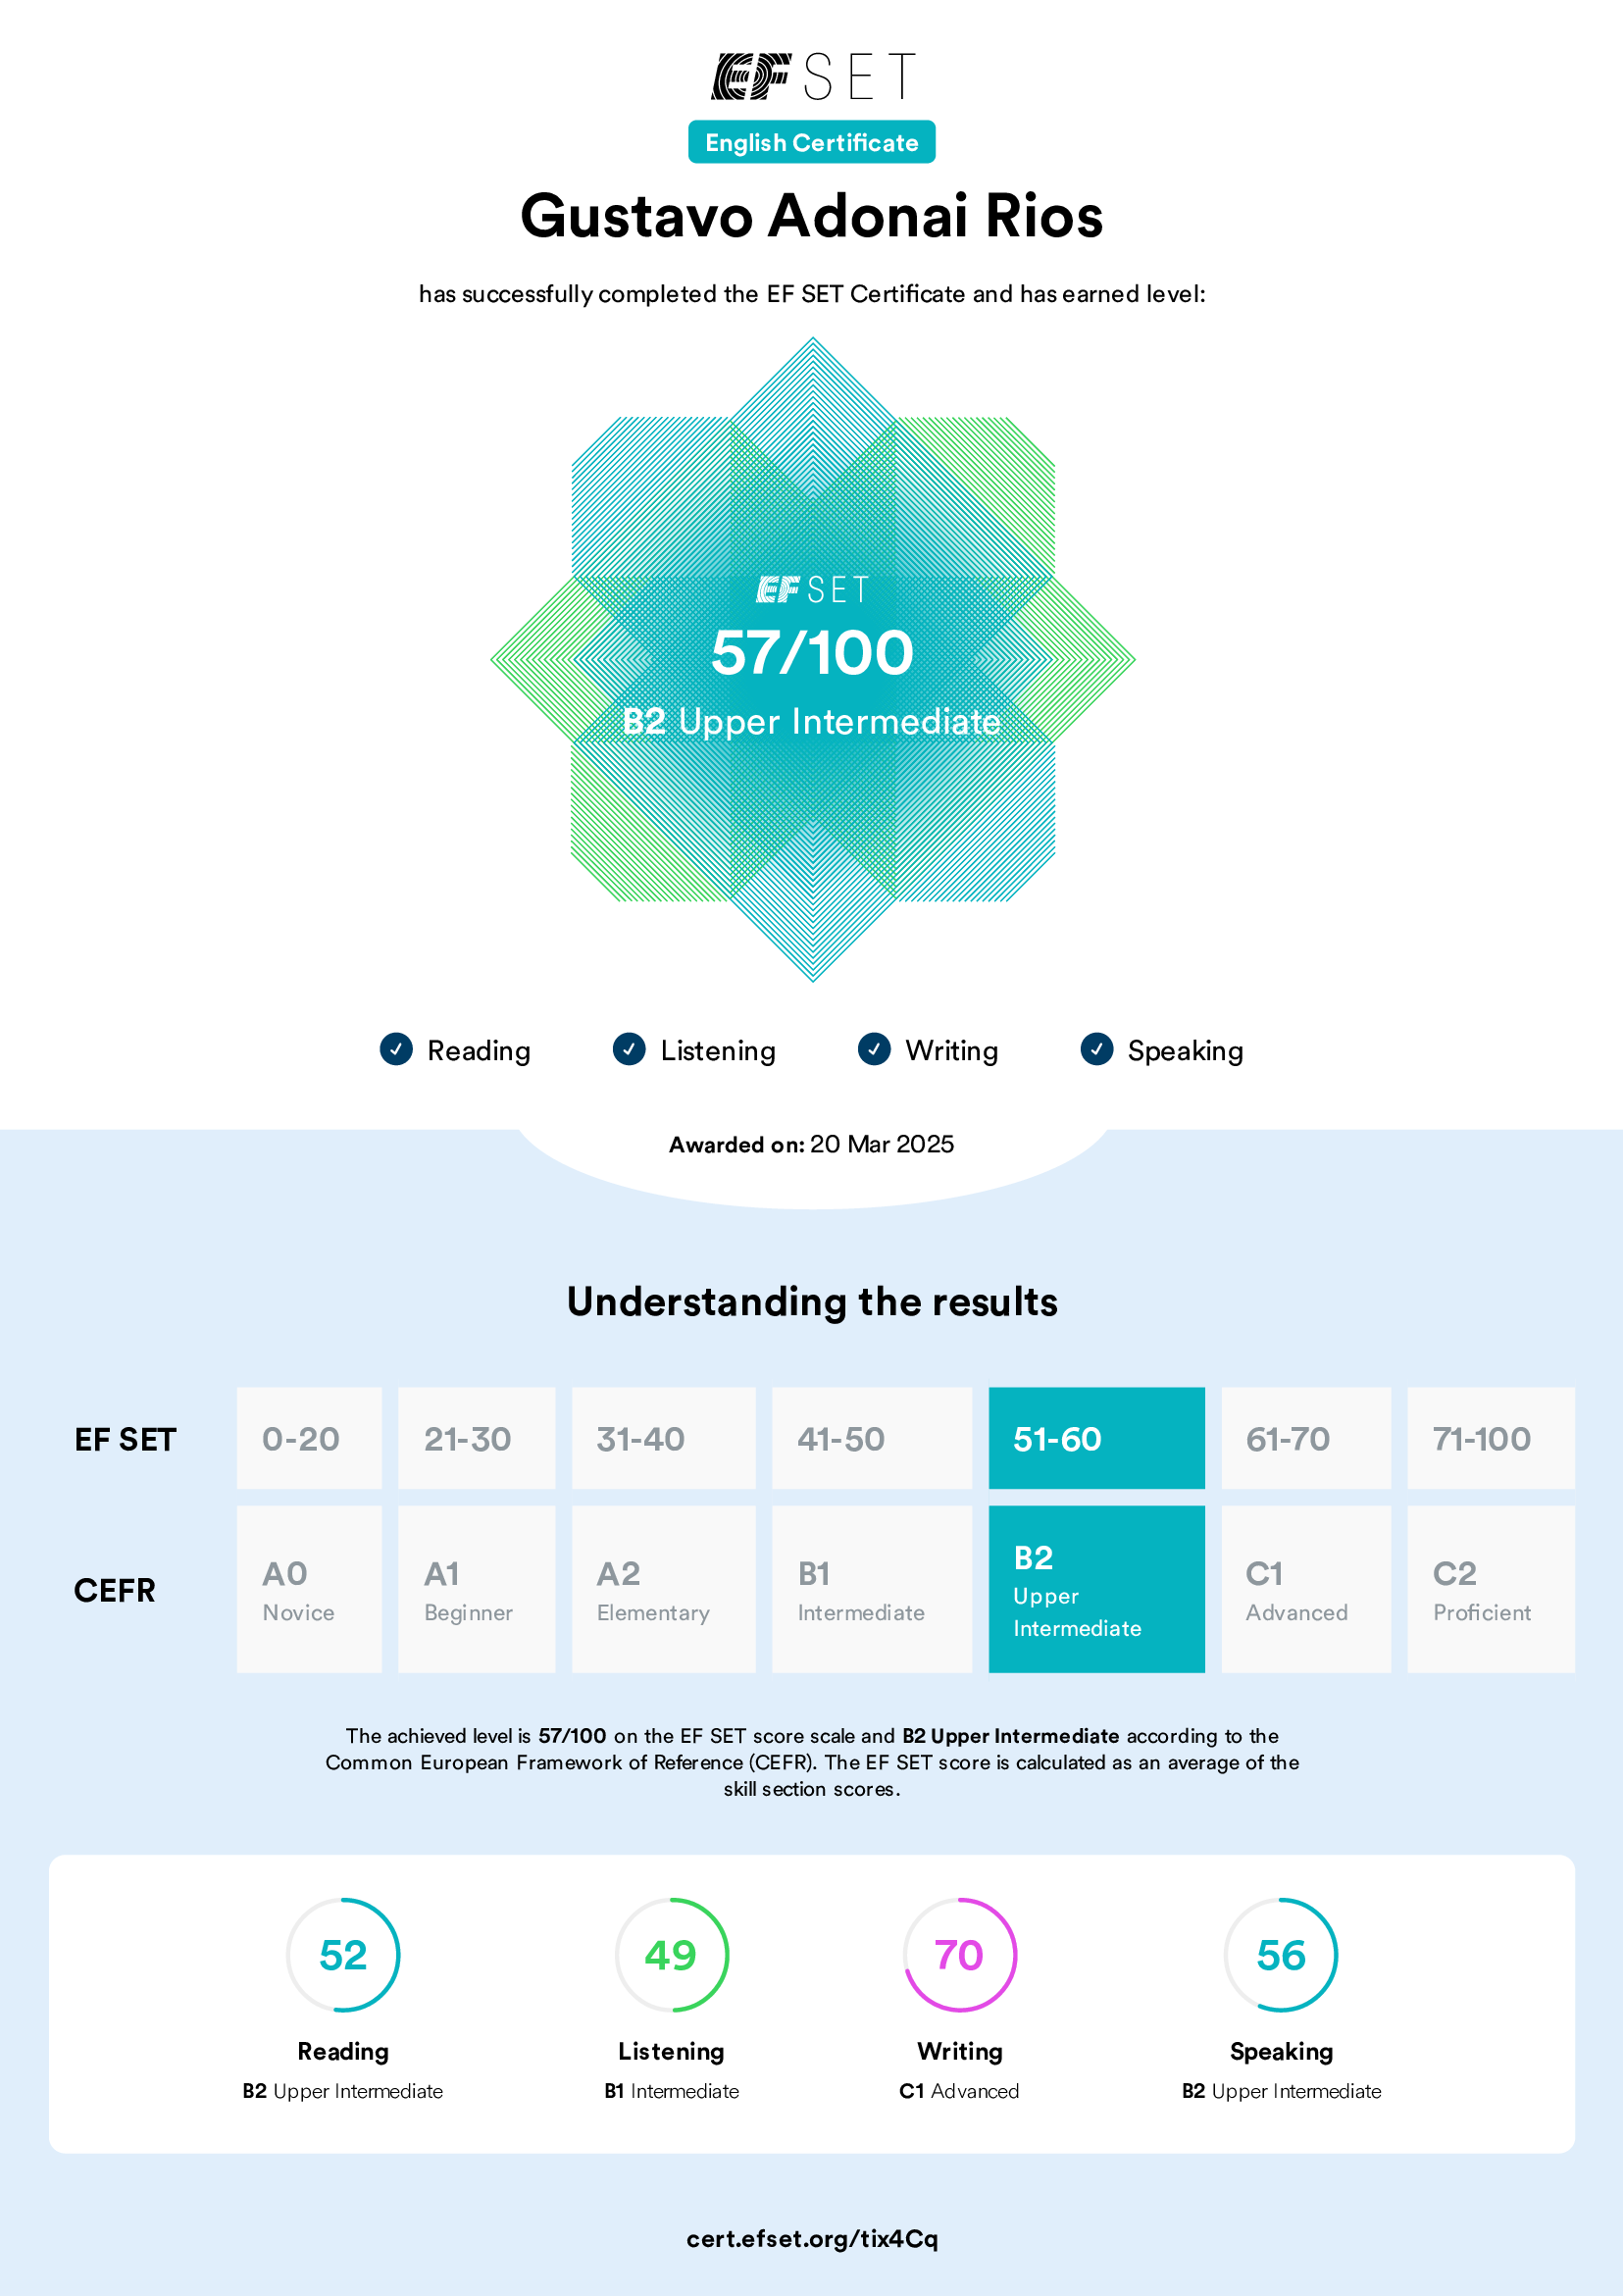 EF SET
English Certificate
Gustavo Adonai Rios
has successfully completed the EF SET Certificate and has earned level:
EF SET
57/100
B2 Upper Intermediate
Reading Listening Writing Speaking
Awarded on: 20 Mar 2025
Understanding the results
EF SET 0-20 21-30 31-40 41-50 51-60 61-70 71-100
CEFR
A0 Novice
A1 Beginner
A2 Elementary
B1 Intermediate
B2 Upper Intermediate
C1 Advanced
C2 Proficient
The achieved level is 57/100 on the EF SET score scale and B2 Upper Intermediate according to the
Common European Framework of Reference (CEFR). The EF SET score is calculated as an average of the
skill section scores.
52 49 70 56
Reading Listening Writing Speaking
B2 Upper Intermediate B1 Intermediate C1 Advanced B2 Upper Intermediate
cert.efset.org/tix4Cq